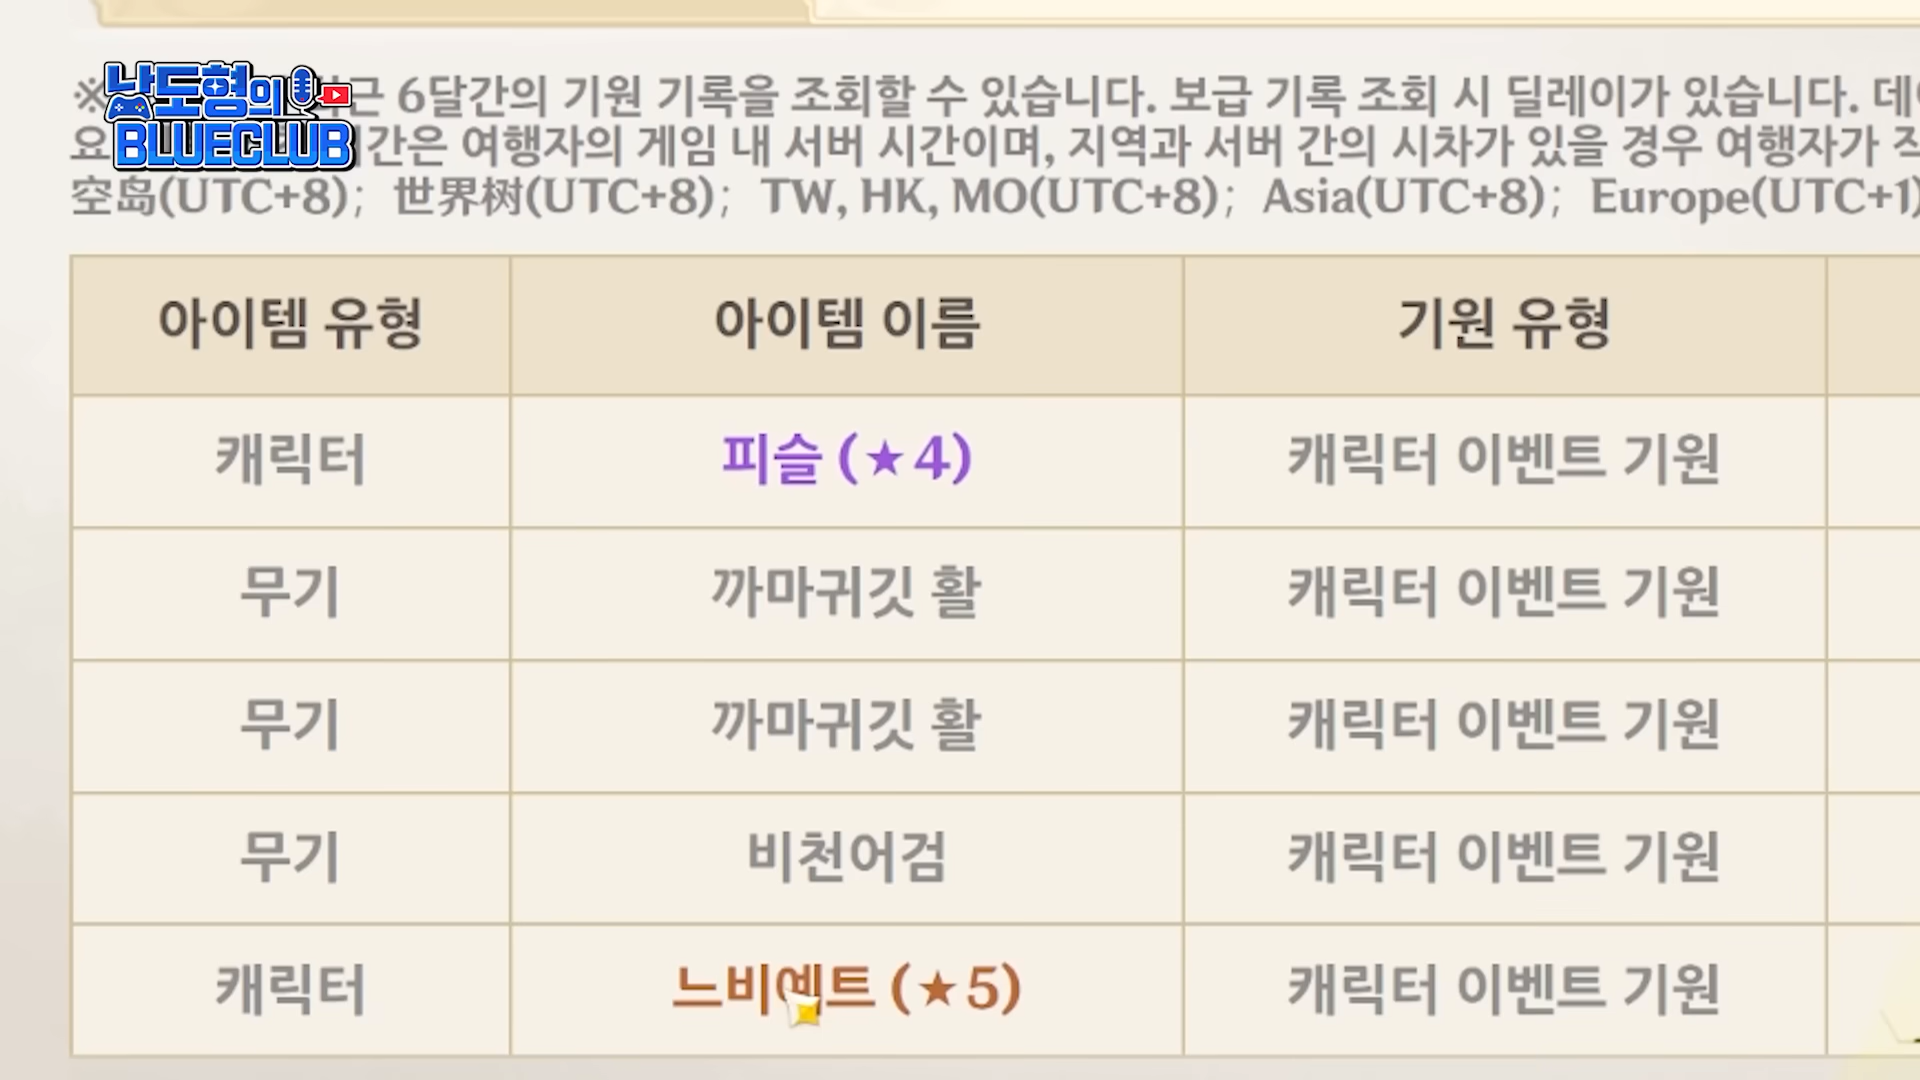 남도형의
BLUECLUB
※ 근 6달간의 기원 기록을 조회할 수 있습니다. 보급 기록 조회 시 딜레이가 있습니다.
요 간은 여행자의 게임 내 서버 시간이며, 지역과 서버 간의 시차가 있을 경우 여행자가
空岛(UTC+8); 世界树(UTC+8); TW, HK, MO(UTC+8); Asia(UTC+8); Europe(UTC+1)
아이템 유형 아이템 이름 기원 유형
캐릭터 피슬 (★4) 캐릭터 이벤트 기원
무기 까마귀깃 활 캐릭터 이벤트 기원
무기 까마귀깃 활 캐릭터 이벤트 기원
무기 비천어검 캐릭터 이벤트 기원
캐릭터 느비예트 (★5) 캐릭터 이벤트 기원